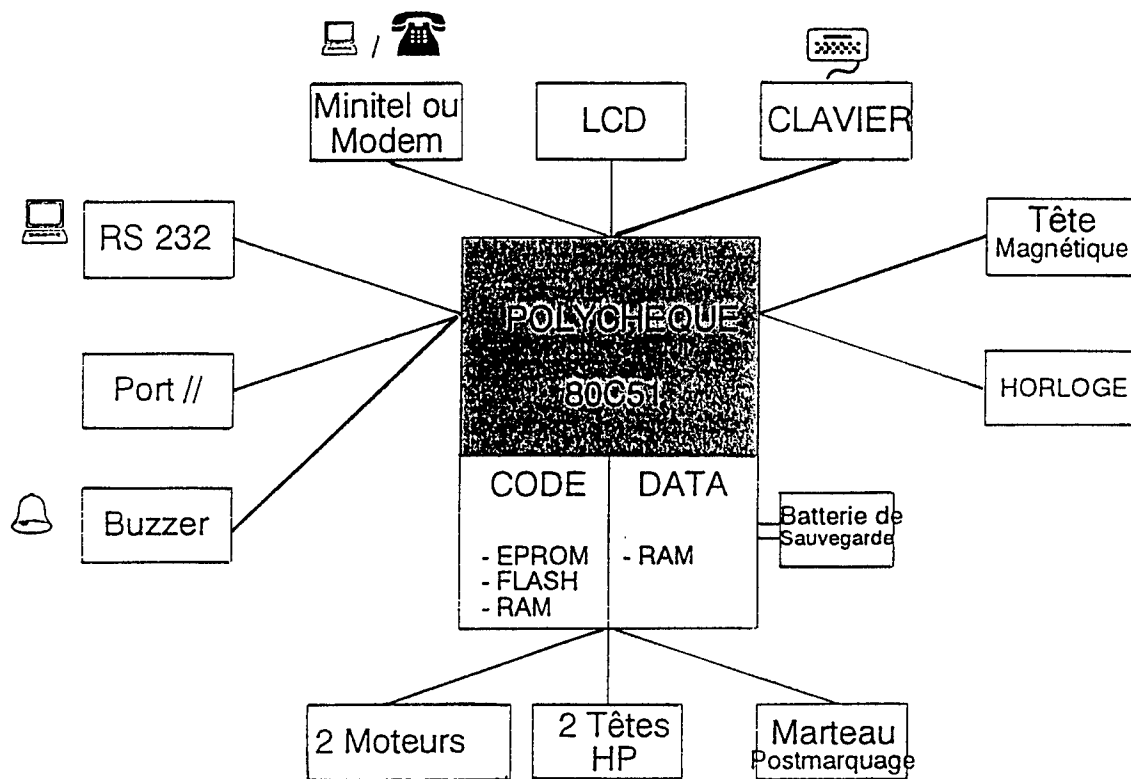 /
Minitel ou
Modem
LCD
CLAVIER
RS 232
Tête
Magnétique
POLYCHEQUE
80C51
Port //
HORLOGE
Buzzer
CODE
- EPROM
- FLASH
- RAM
DATA
- RAM
Batterie de
Sauvegarde
2 Moteurs
2 Têtes
HP
Marteau
Postmarquage